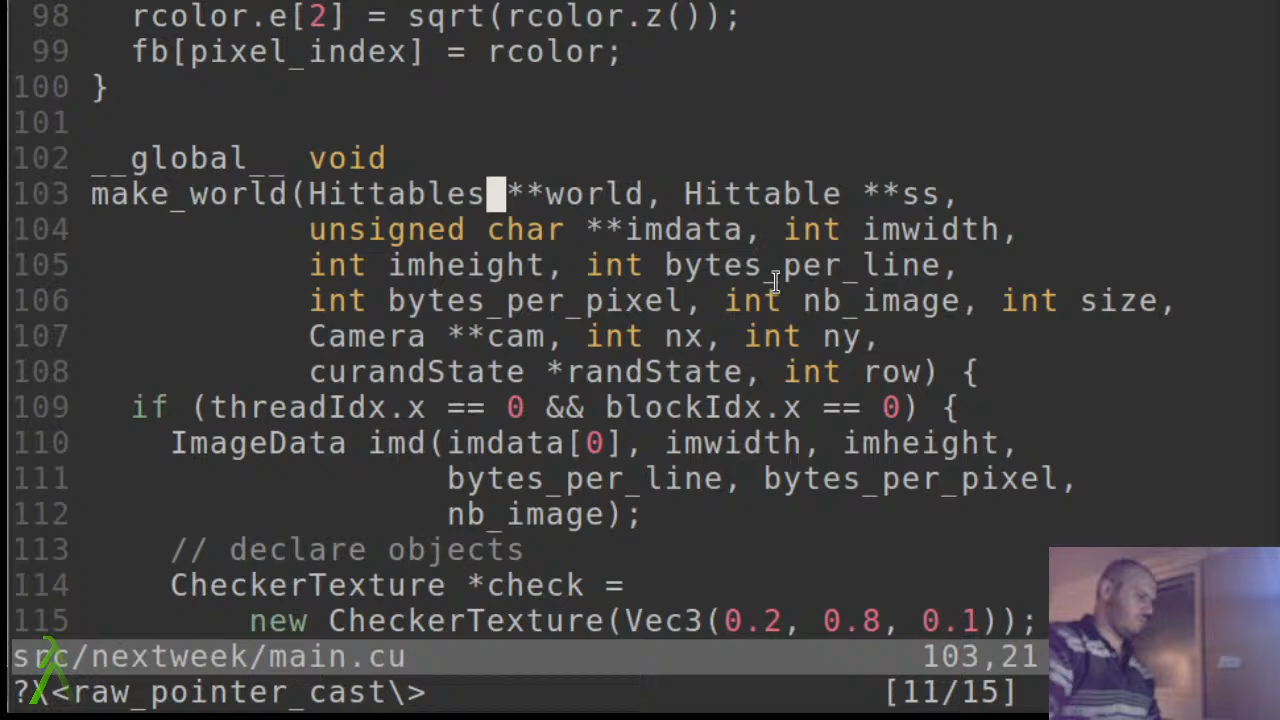 98 rcolor.e[2] = sqrt(rcolor.z());
99 fb[pixel_index] = rcolor;
100 }
101
102 __global__ void
103 make_world(Hittables **world, Hittable **ss,
104 unsigned char **imdata, int imwidth,
105 int imheight, int bytes_per_line,
106 int bytes_per_pixel, int nb_image, int size,
107 Camera **cam, int nx, int ny,
108 curandState *randState, int row) {
109 if (threadIdx.x == 0 && blockIdx.x == 0) {
110 ImageData imd(imdata[0], imwidth, imheight,
111 bytes_per_line, bytes_per_pixel,
112 nb_image);
113 // declare objects
114 CheckerTexture *check =
115 new CheckerTexture(Vec3(0.2, 0.8, 0.1));
src/nextweek/main.cu 103,21
?\<raw_pointer_cast\> [11/15]